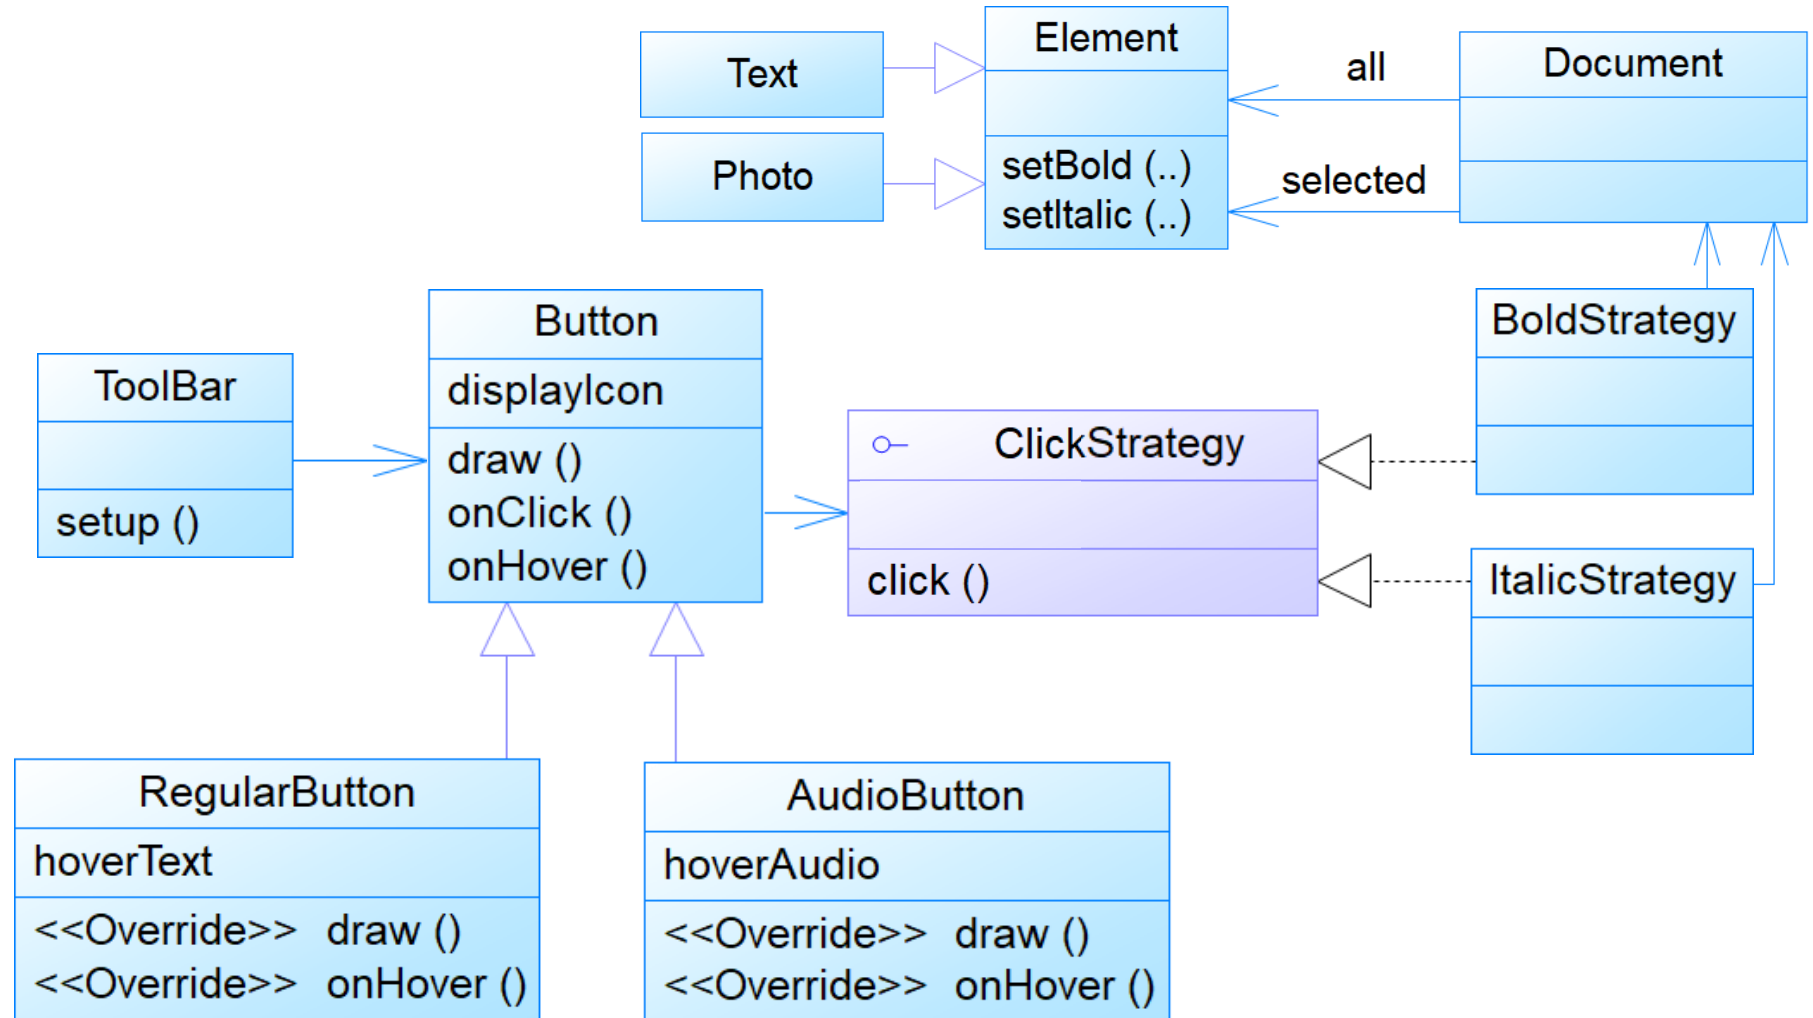 Text
Photo
Element
setBold (..)
setItalic (..)
all
selected
Document
ToolBar
setup ()
Button
displayIcon
draw ()
onClick ()
onHover ()
ClickStrategy
click ()
BoldStrategy
ItalicStrategy
RegularButton
hoverText
<<Override>> draw ()
<<Override>> onHover ()
AudioButton
hoverAudio
<<Override>> draw ()
<<Override>> onHover ()